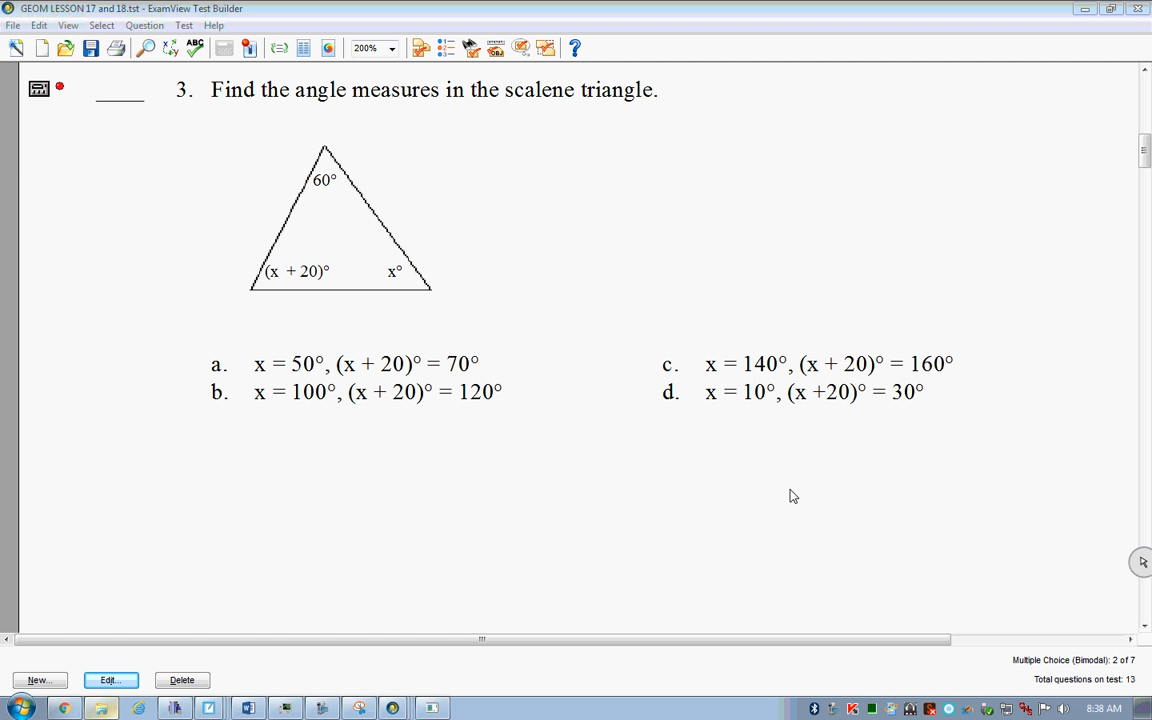 GEOM LESSON 17 and 18.tst - ExamView Test Builder
File Edit View Select Question Test Help
ABC 200% OBJ ?
3. Find the angle measures in the scalene triangle.
60°
(x + 20)° x°
a. x = 50°, (x + 20)° = 70° c. x = 140°, (x + 20)° = 160°
b. x = 100°, (x + 20)° = 120° d. x = 10°, (x +20)° = 30°
Multiple Choice (Bimodal): 2 of 7
New... Edit... Delete Total questions on test: 13
8:38 AM